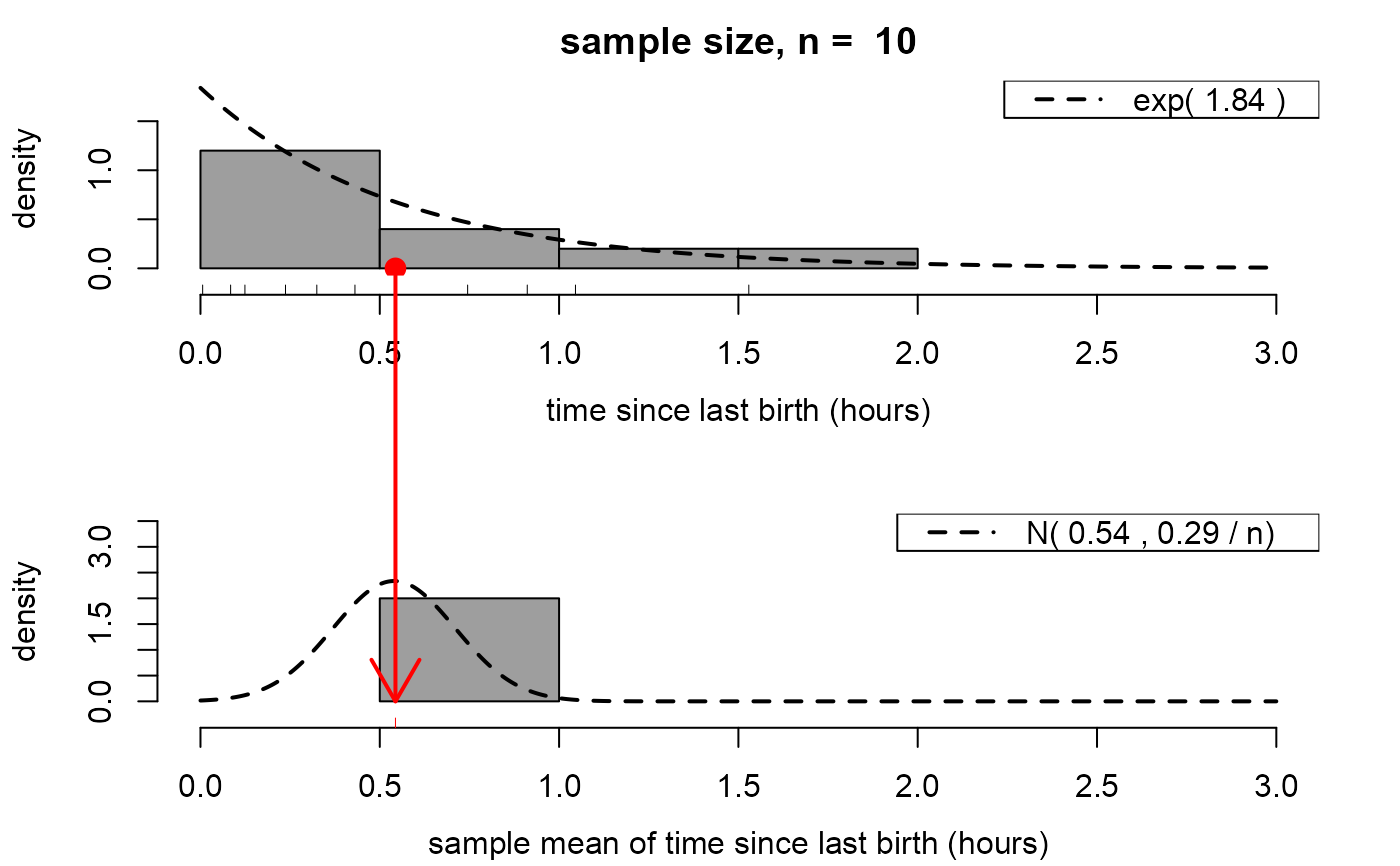 sample size, n =  10
exp( 1.84 )
density
0.0 1.0
0.0 0.5 1.0 1.5 2.0 2.5 3.0
time since last birth (hours)
N( 0.54 , 0.29 / n)
density
0.0 1.5 3.0
0.0 0.5 1.0 1.5 2.0 2.5 3.0
sample mean of time since last birth (hours)